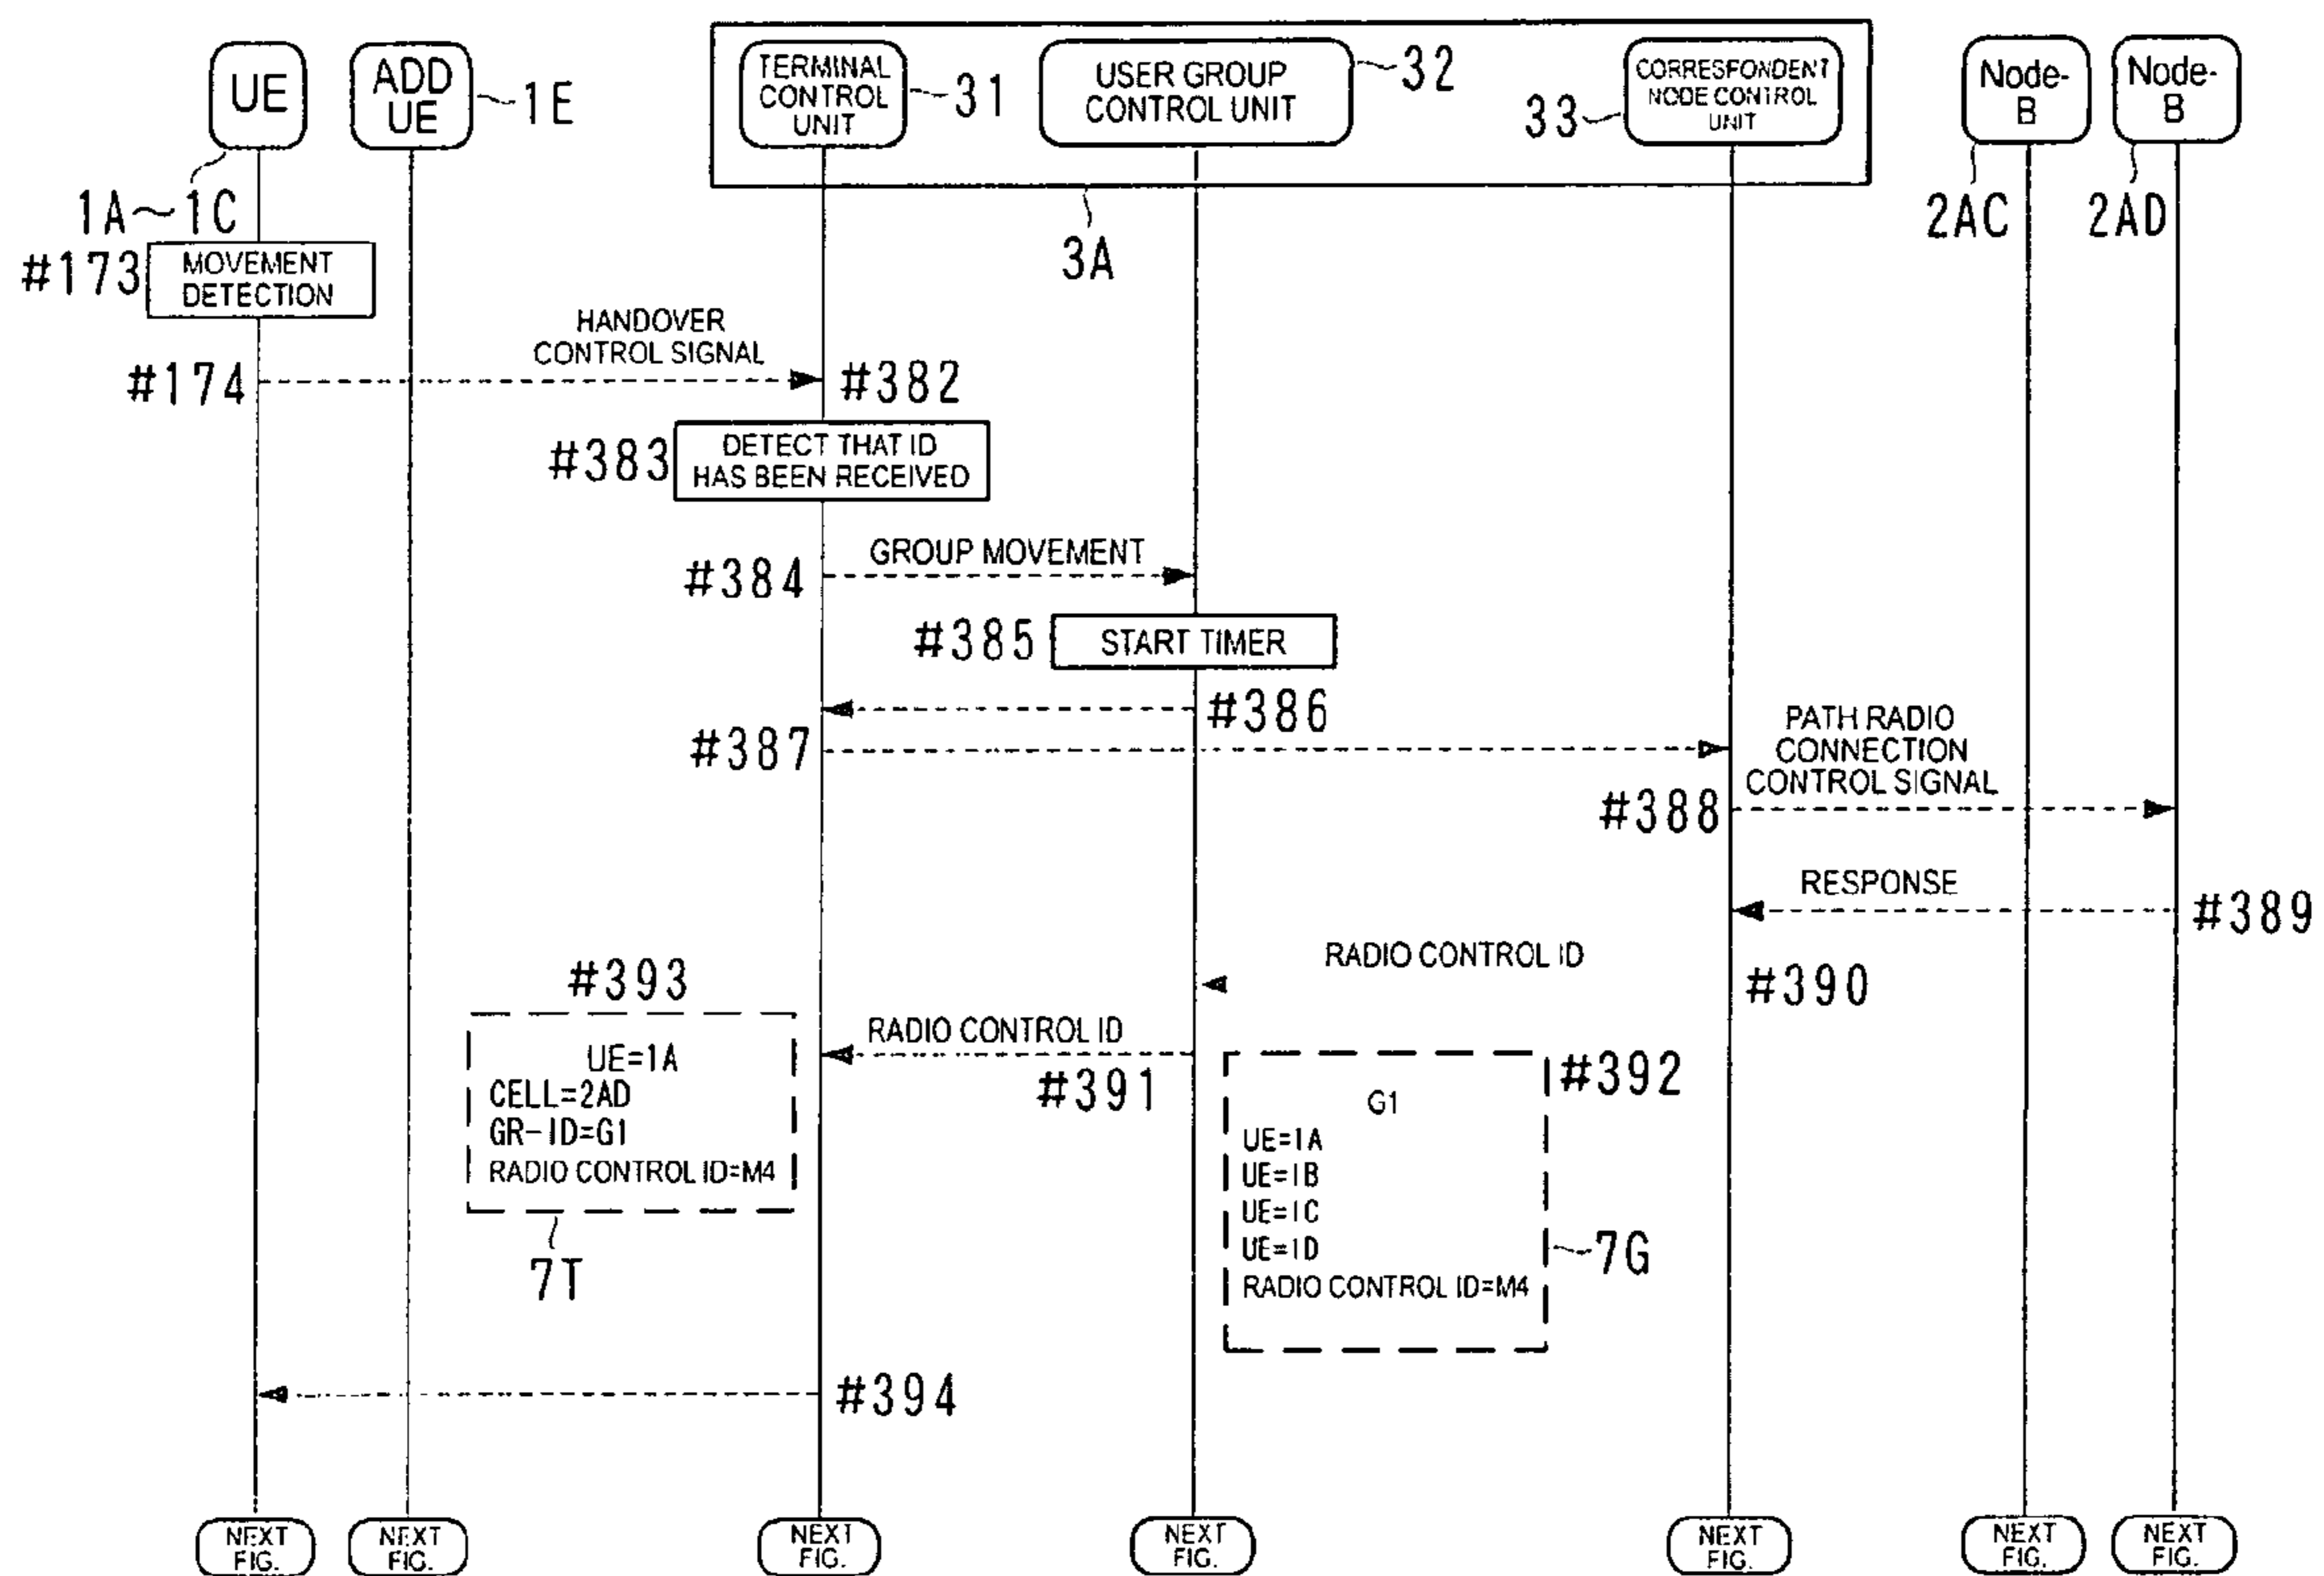 UE
ADD
UE
1E
TERMINAL
CONTROL
UNIT
31
USER GROUP
CONTROL UNIT
32
33
CORRESFONDENT
NODE CONTROL
UNIT
Node-
B
Node-
B
1A~1C
3A
2AC
2AD
#173
MOVEMENT
DETECTION
HANDOVER
CONTROL SIGNAL
#174
#382
#383
DETECT THAT ID
HAS BEEN RECEIVED
GROUP MOVEMENT
#384
#385
START TIMER
#386
#387
PATH RADIO
CONNECTION
CONTROL SIGNAL
#388
RESPONSE
#389
RADIO CONTROL ID
#390
#393
RADIO CONTROL ID
#391
UE=1A
CELL=2AD
GR-ID=G1
RADIO CONTROL ID=M4
7T
#392
G1
UE=1A
UE=1B
UE=1C
UE=1D
RADIO CONTROL ID=M4
7G
#394
NEXT
FIG.
NEXT
FIG.
NEXT
FIG.
NEXT
FIG.
NEXT
FIG.
NEXT
FIG.
NEXT
FIG.